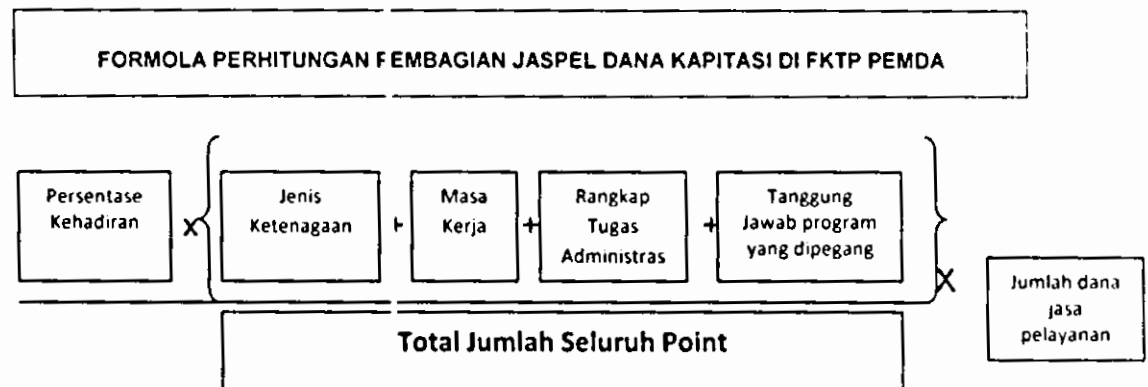 FORMOLA PERHITUNGAN PEMBAGIAN JASPEL DANA KAPITASI DI FKTP PEMDA
Persentase
Kehadiran
x
Jenis
Ketenagaan
+
Masa
Kerja
+
Rangkap
Tugas
Administras
+
Tanggung
Jawab program
yang dipegang
x
Jumlah dana
jasa
pelayanan
Total Jumlah Seluruh Point